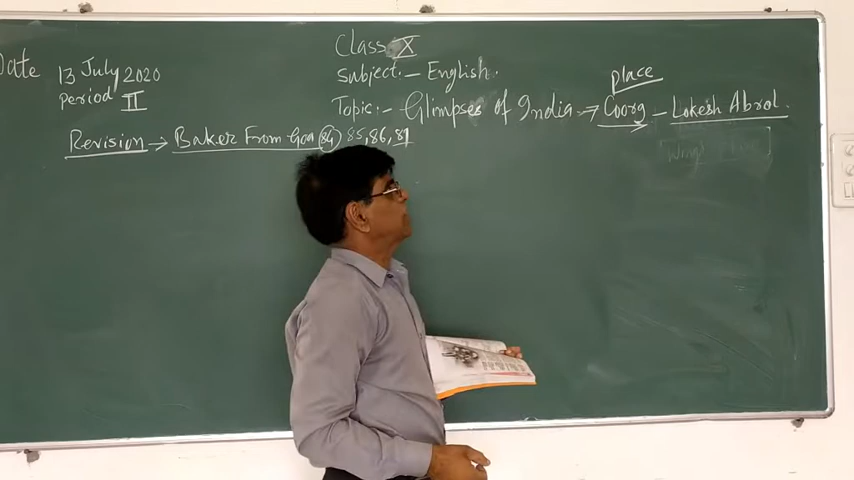 Date 13 July 2020
Period II
Class X
Subject:- English.
Topic:- Glimpses of India → Coorg - Lokesh Abrol.
place
Revision → Baker From Goa 84 85, 86, 87